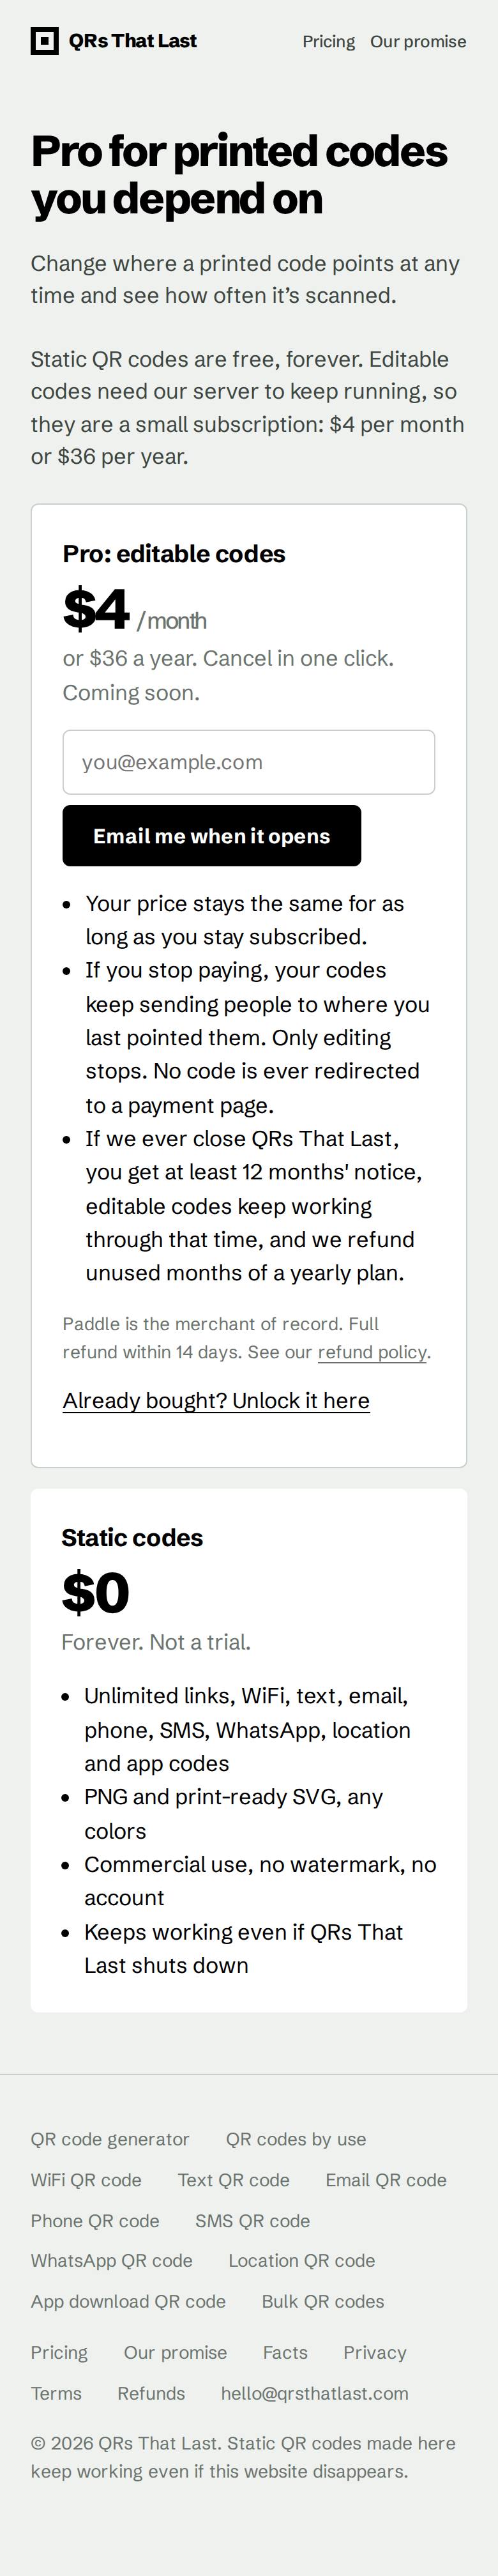 QRs That Last
Pricing
Our promise
Pro for printed codes
you depend on
Change where a printed code points at any
time and see how often it’s scanned.
Static QR codes are free, forever. Editable
codes need our server to keep running, so
they are a small subscription: $4 per month
or $36 per year.
Pro: editable codes
$4 /month
or $36 a year. Cancel in one click.
Coming soon.
you@example.com
Email me when it opens
• Your price stays the same for as
long as you stay subscribed.
• If you stop paying, your codes
keep sending people to where you
last pointed them. Only editing
stops. No code is ever redirected
to a payment page.
• If we ever close QRs That Last,
you get at least 12 months' notice,
editable codes keep working
through that time, and we refund
unused months of a yearly plan.
Paddle is the merchant of record. Full
refund within 14 days. See our refund policy.
Already bought? Unlock it here
Static codes
$0
Forever. Not a trial.
• Unlimited links, WiFi, text, email,
phone, SMS, WhatsApp, location
and app codes
• PNG and print-ready SVG, any
colors
• Commercial use, no watermark, no
account
• Keeps working even if QRs That
Last shuts down
QR code generator QR codes by use
WiFi QR code Text QR code Email QR code
Phone QR code SMS QR code
WhatsApp QR code Location QR code
App download QR code Bulk QR codes
Pricing Our promise Facts Privacy
Terms Refunds hello@qrsthatlast.com
© 2026 QRs That Last. Static QR codes made here
keep working even if this website disappears.